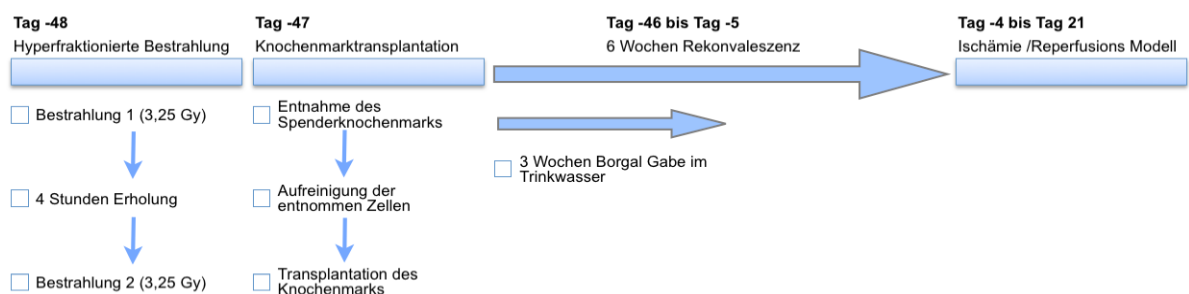 Tag -48
Hyperfraktionierte Bestrahlung
Bestrahlung 1 (3,25 Gy)
4 Stunden Erholung
Bestrahlung 2 (3,25 Gy)
Tag -47
Knochenmarktransplantation
Entnahme des
Spenderknochenmarks
Aufreinigung der
entnommen Zellen
Transplantation des
Knochenmarks
Tag -46 bis Tag -5
6 Wochen Rekonvaleszenz
3 Wochen Borgal Gabe im
Trinkwasser
Tag -4 bis Tag 21
Ischämie /Reperfusions Modell